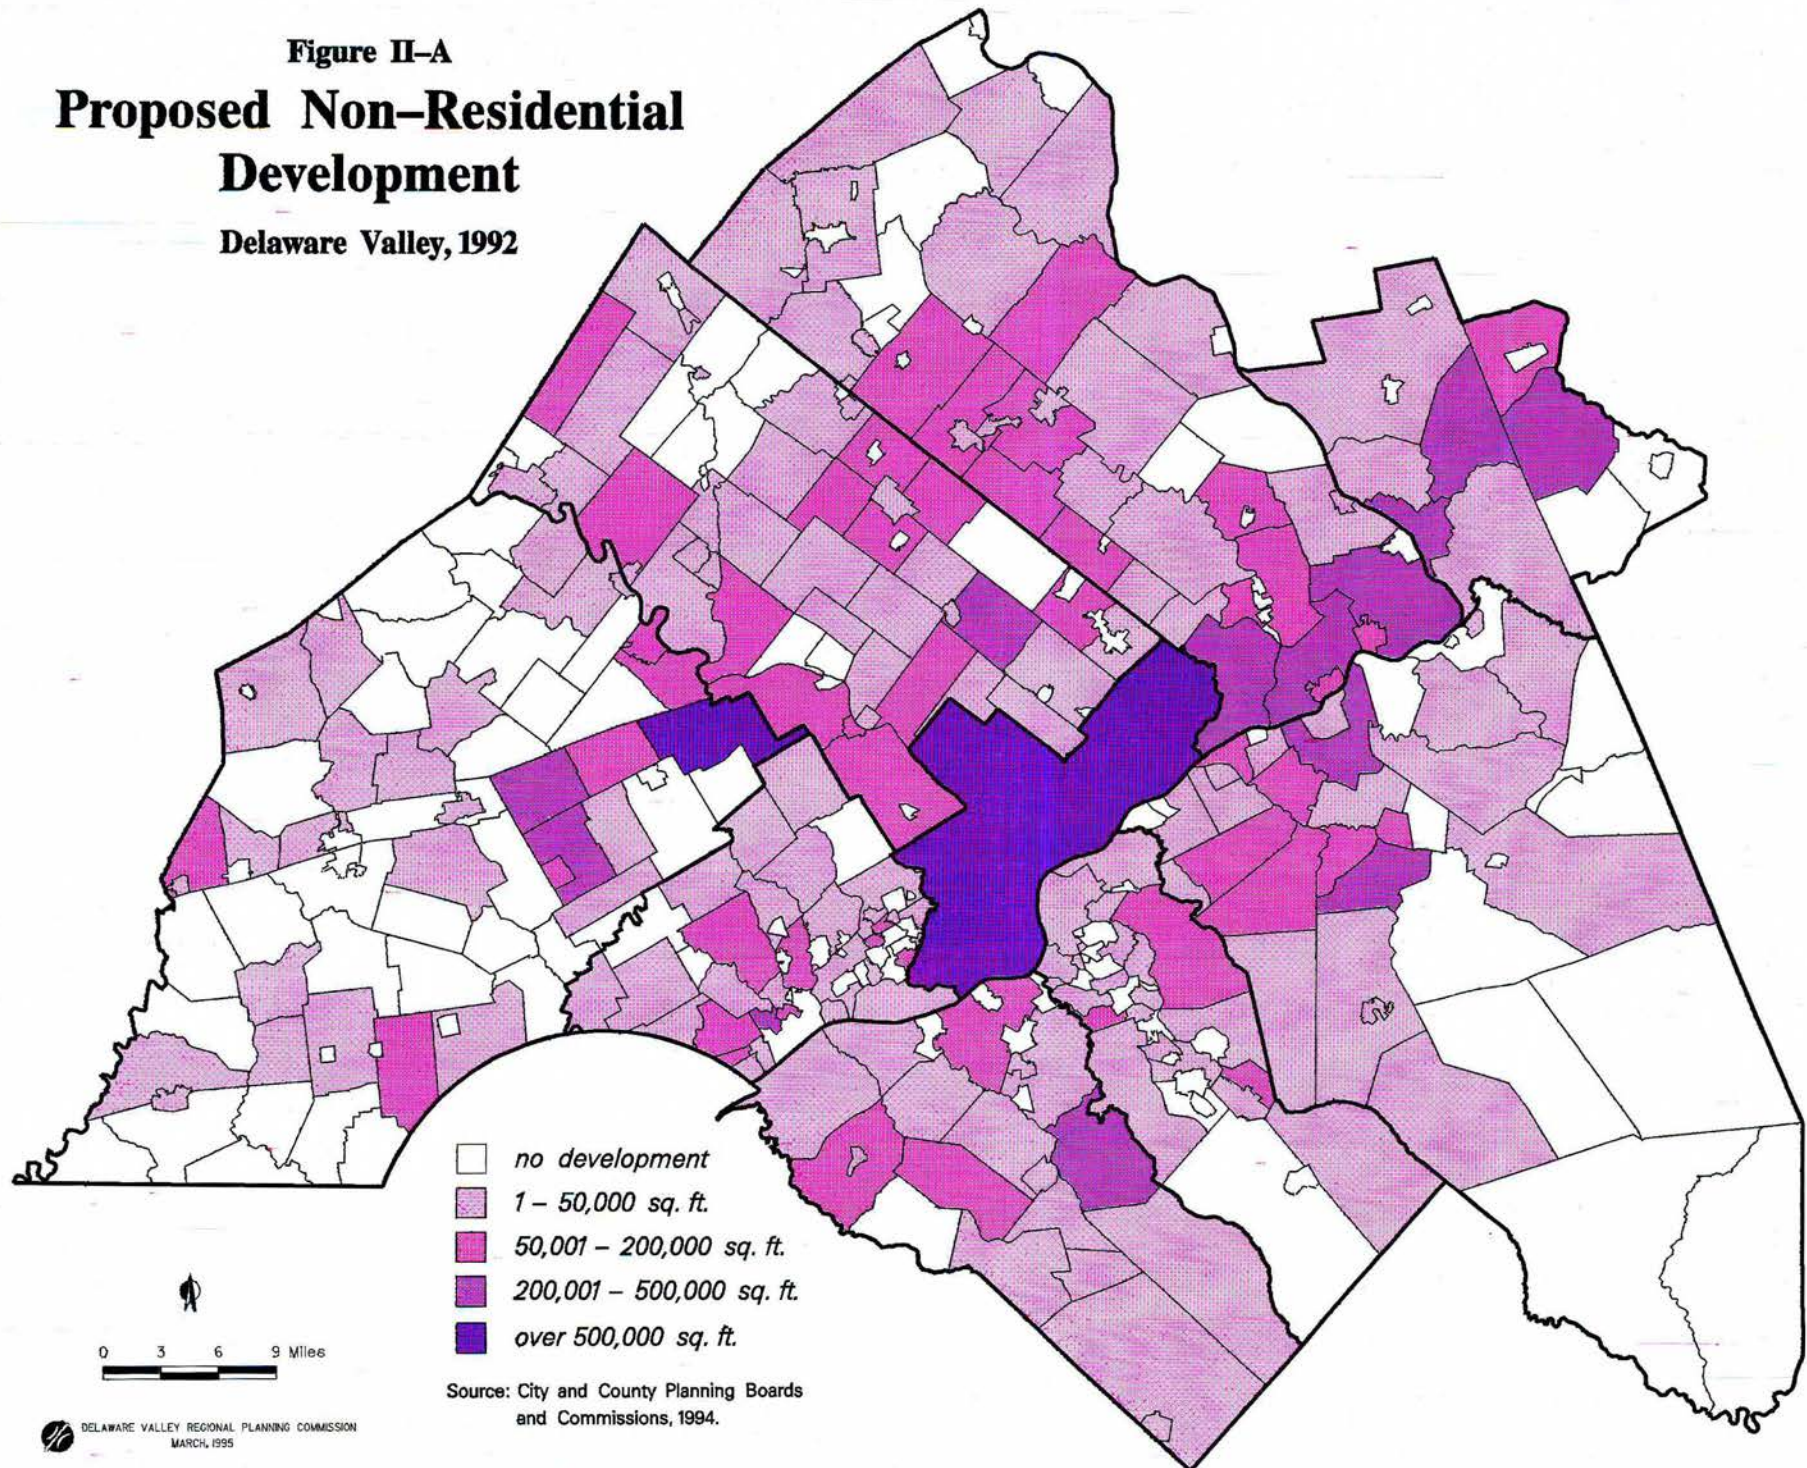 Figure II–A
Proposed Non–Residential
Development
Delaware Valley, 1992
no development
1 – 50,000 sq. ft.
50,001 – 200,000 sq. ft.
200,001 – 500,000 sq. ft.
over 500,000 sq. ft.
0 3 6 9 Miles
Source: City and County Planning Boards
and Commissions, 1994.
DELAWARE VALLEY REGIONAL PLANNING COMMISSION
MARCH, 1995